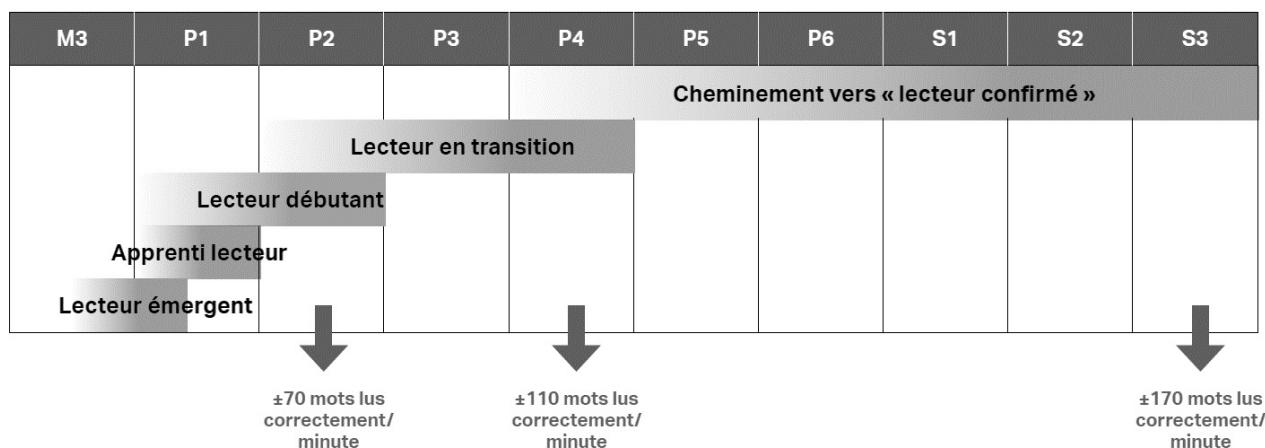 M3 P1 P2 P3 P4 P5 P6 S1 S2 S3
Cheminement vers « lecteur confirmé »
Lecteur en transition
Lecteur débutant
Apprenti lecteur
Lecteur émergent
±70 mots lus
correctement/
minute
±110 mots lus
correctement/
minute
±170 mots lus
correctement/
minute